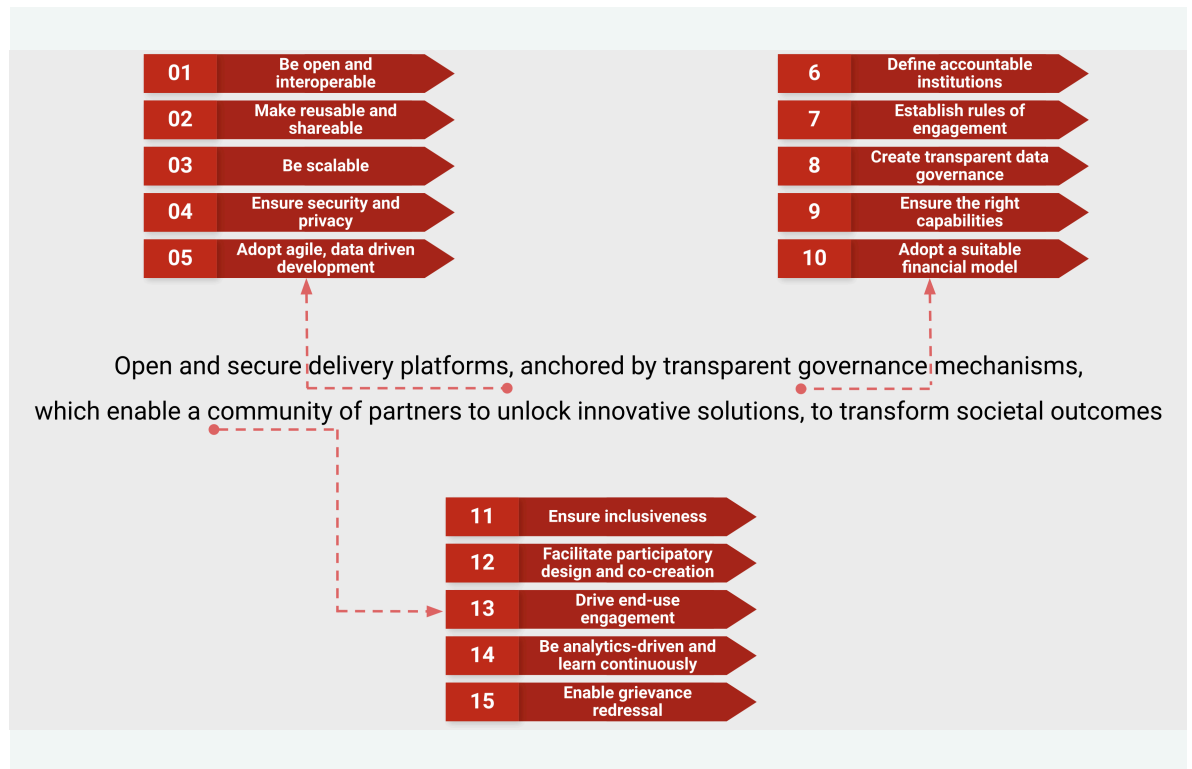 01
Be open and
interoperable
02
Make reusable and
shareable
03
Be scalable
04
Ensure security and
privacy
05
Adopt agile, data driven
development
6
Define accountable
institutions
7
Establish rules of
engagement
8
Create transparent data
governance
9
Ensure the right
capabilities
10
Adopt a suitable
financial model
Open and secure delivery platforms, anchored by transparent governance mechanisms,
which enable a community of partners to unlock innovative solutions, to transform societal outcomes
11
Ensure inclusiveness
12
Facilitate participatory
design and co-creation
13
Drive end-use
engagement
14
Be analytics-driven and
learn continuously
15
Enable grievance
redressal